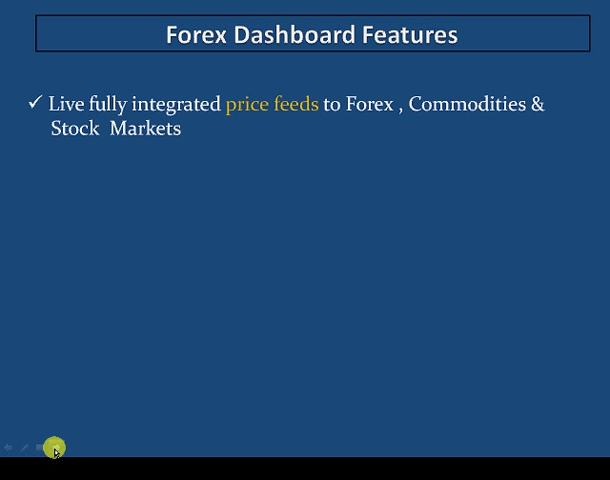 Forex Dashboard Features
✓ Live fully integrated price feeds to Forex , Commodities &
Stock Markets